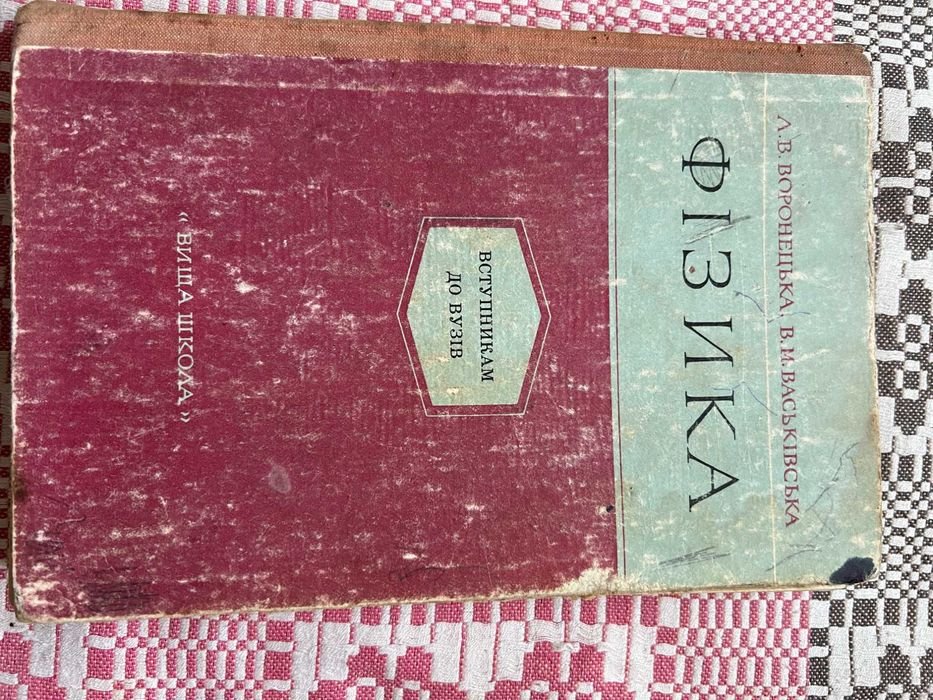 Л.В. ВОРОНЕЦЬКА, В.М. ВАСЬКІВСЬКА
ФІЗИКА
ВСТУПНИКАМ
ДО ВУЗІВ
«ВИЩА ШКОЛА»